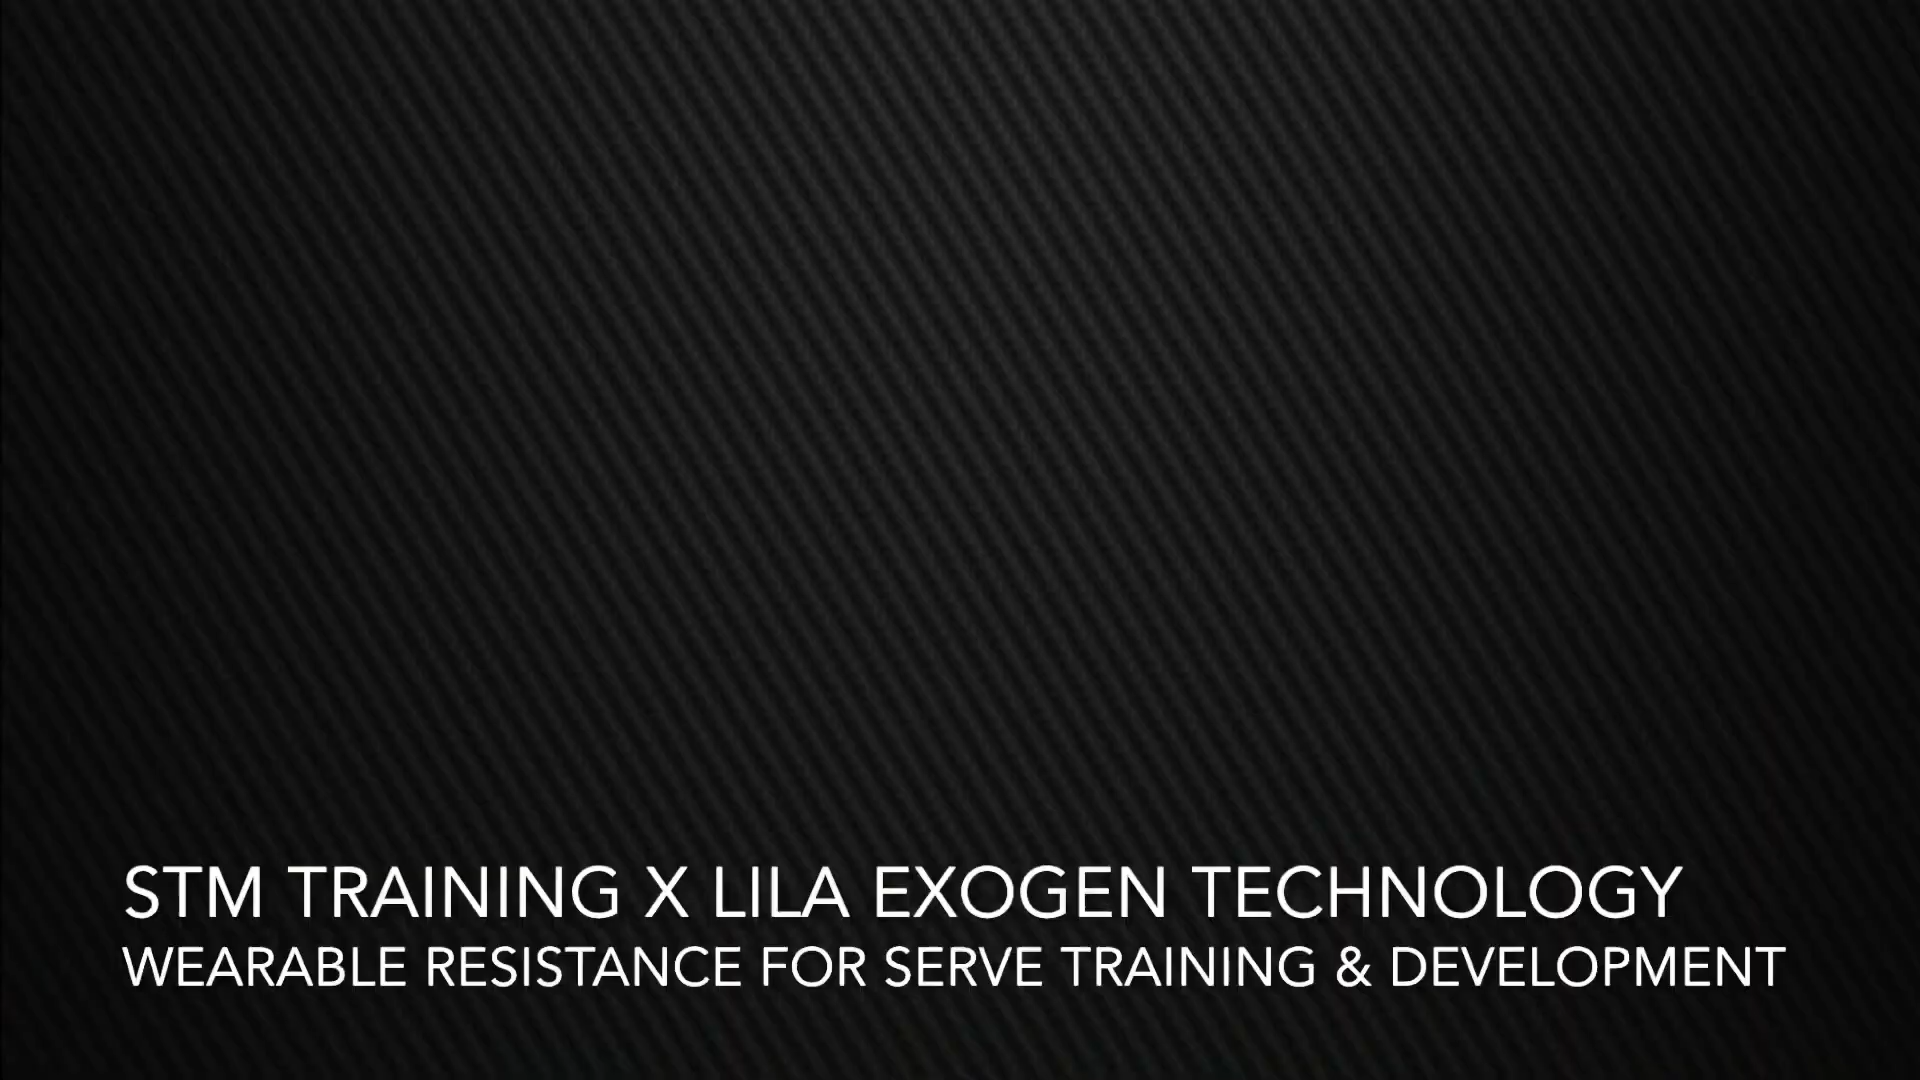 STM TRAINING X LILA EXOGEN TECHNOLOGY
WEARABLE RESISTANCE FOR SERVE TRAINING & DEVELOPMENT